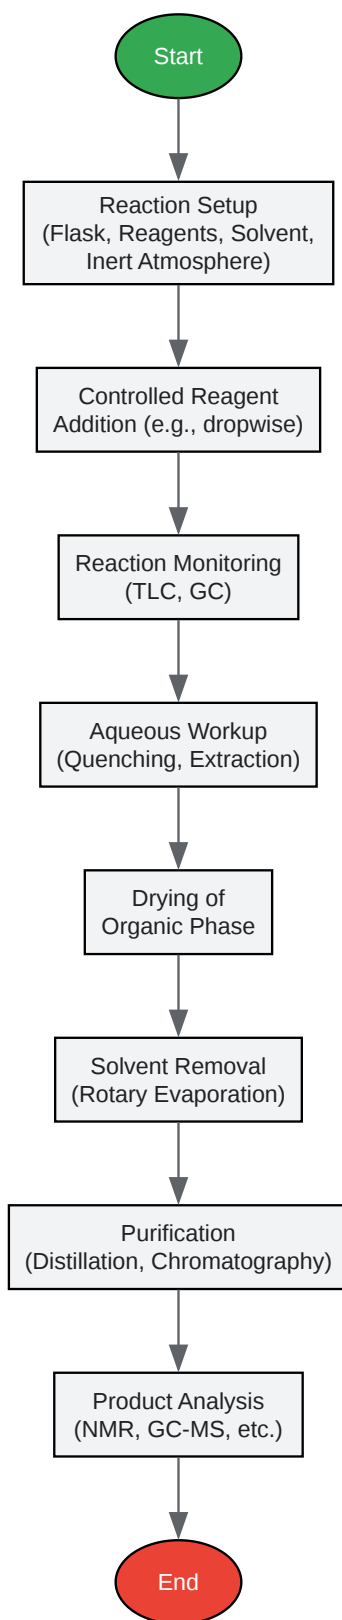 Start
Reaction Setup
(Flask, Reagents, Solvent,
Inert Atmosphere)
Controlled Reagent
Addition (e.g., dropwise)
Reaction Monitoring
(TLC, GC)
Aqueous Workup
(Quenching, Extraction)
Drying of
Organic Phase
Solvent Removal
(Rotary Evaporation)
Purification
(Distillation, Chromatography)
Product Analysis
(NMR, GC-MS, etc.)
End